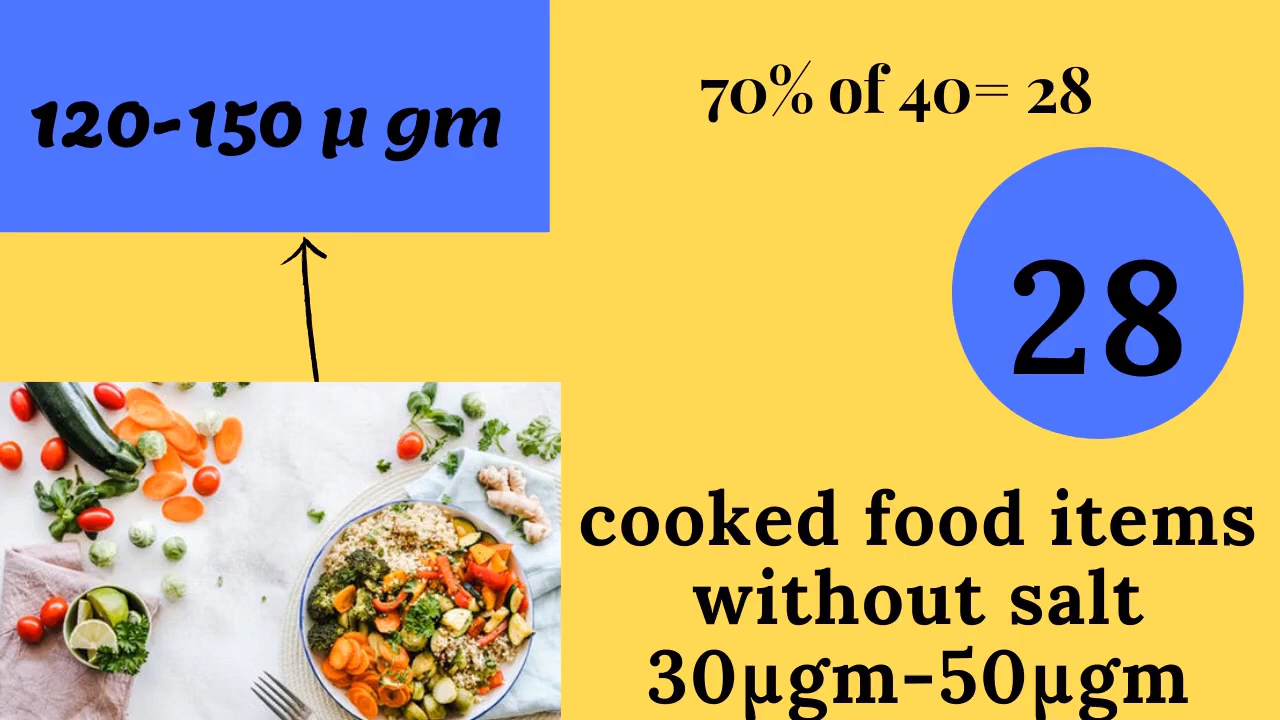 120-150 µ gm
70% of 40= 28
28
cooked food items
without salt
30µgm-50µgm